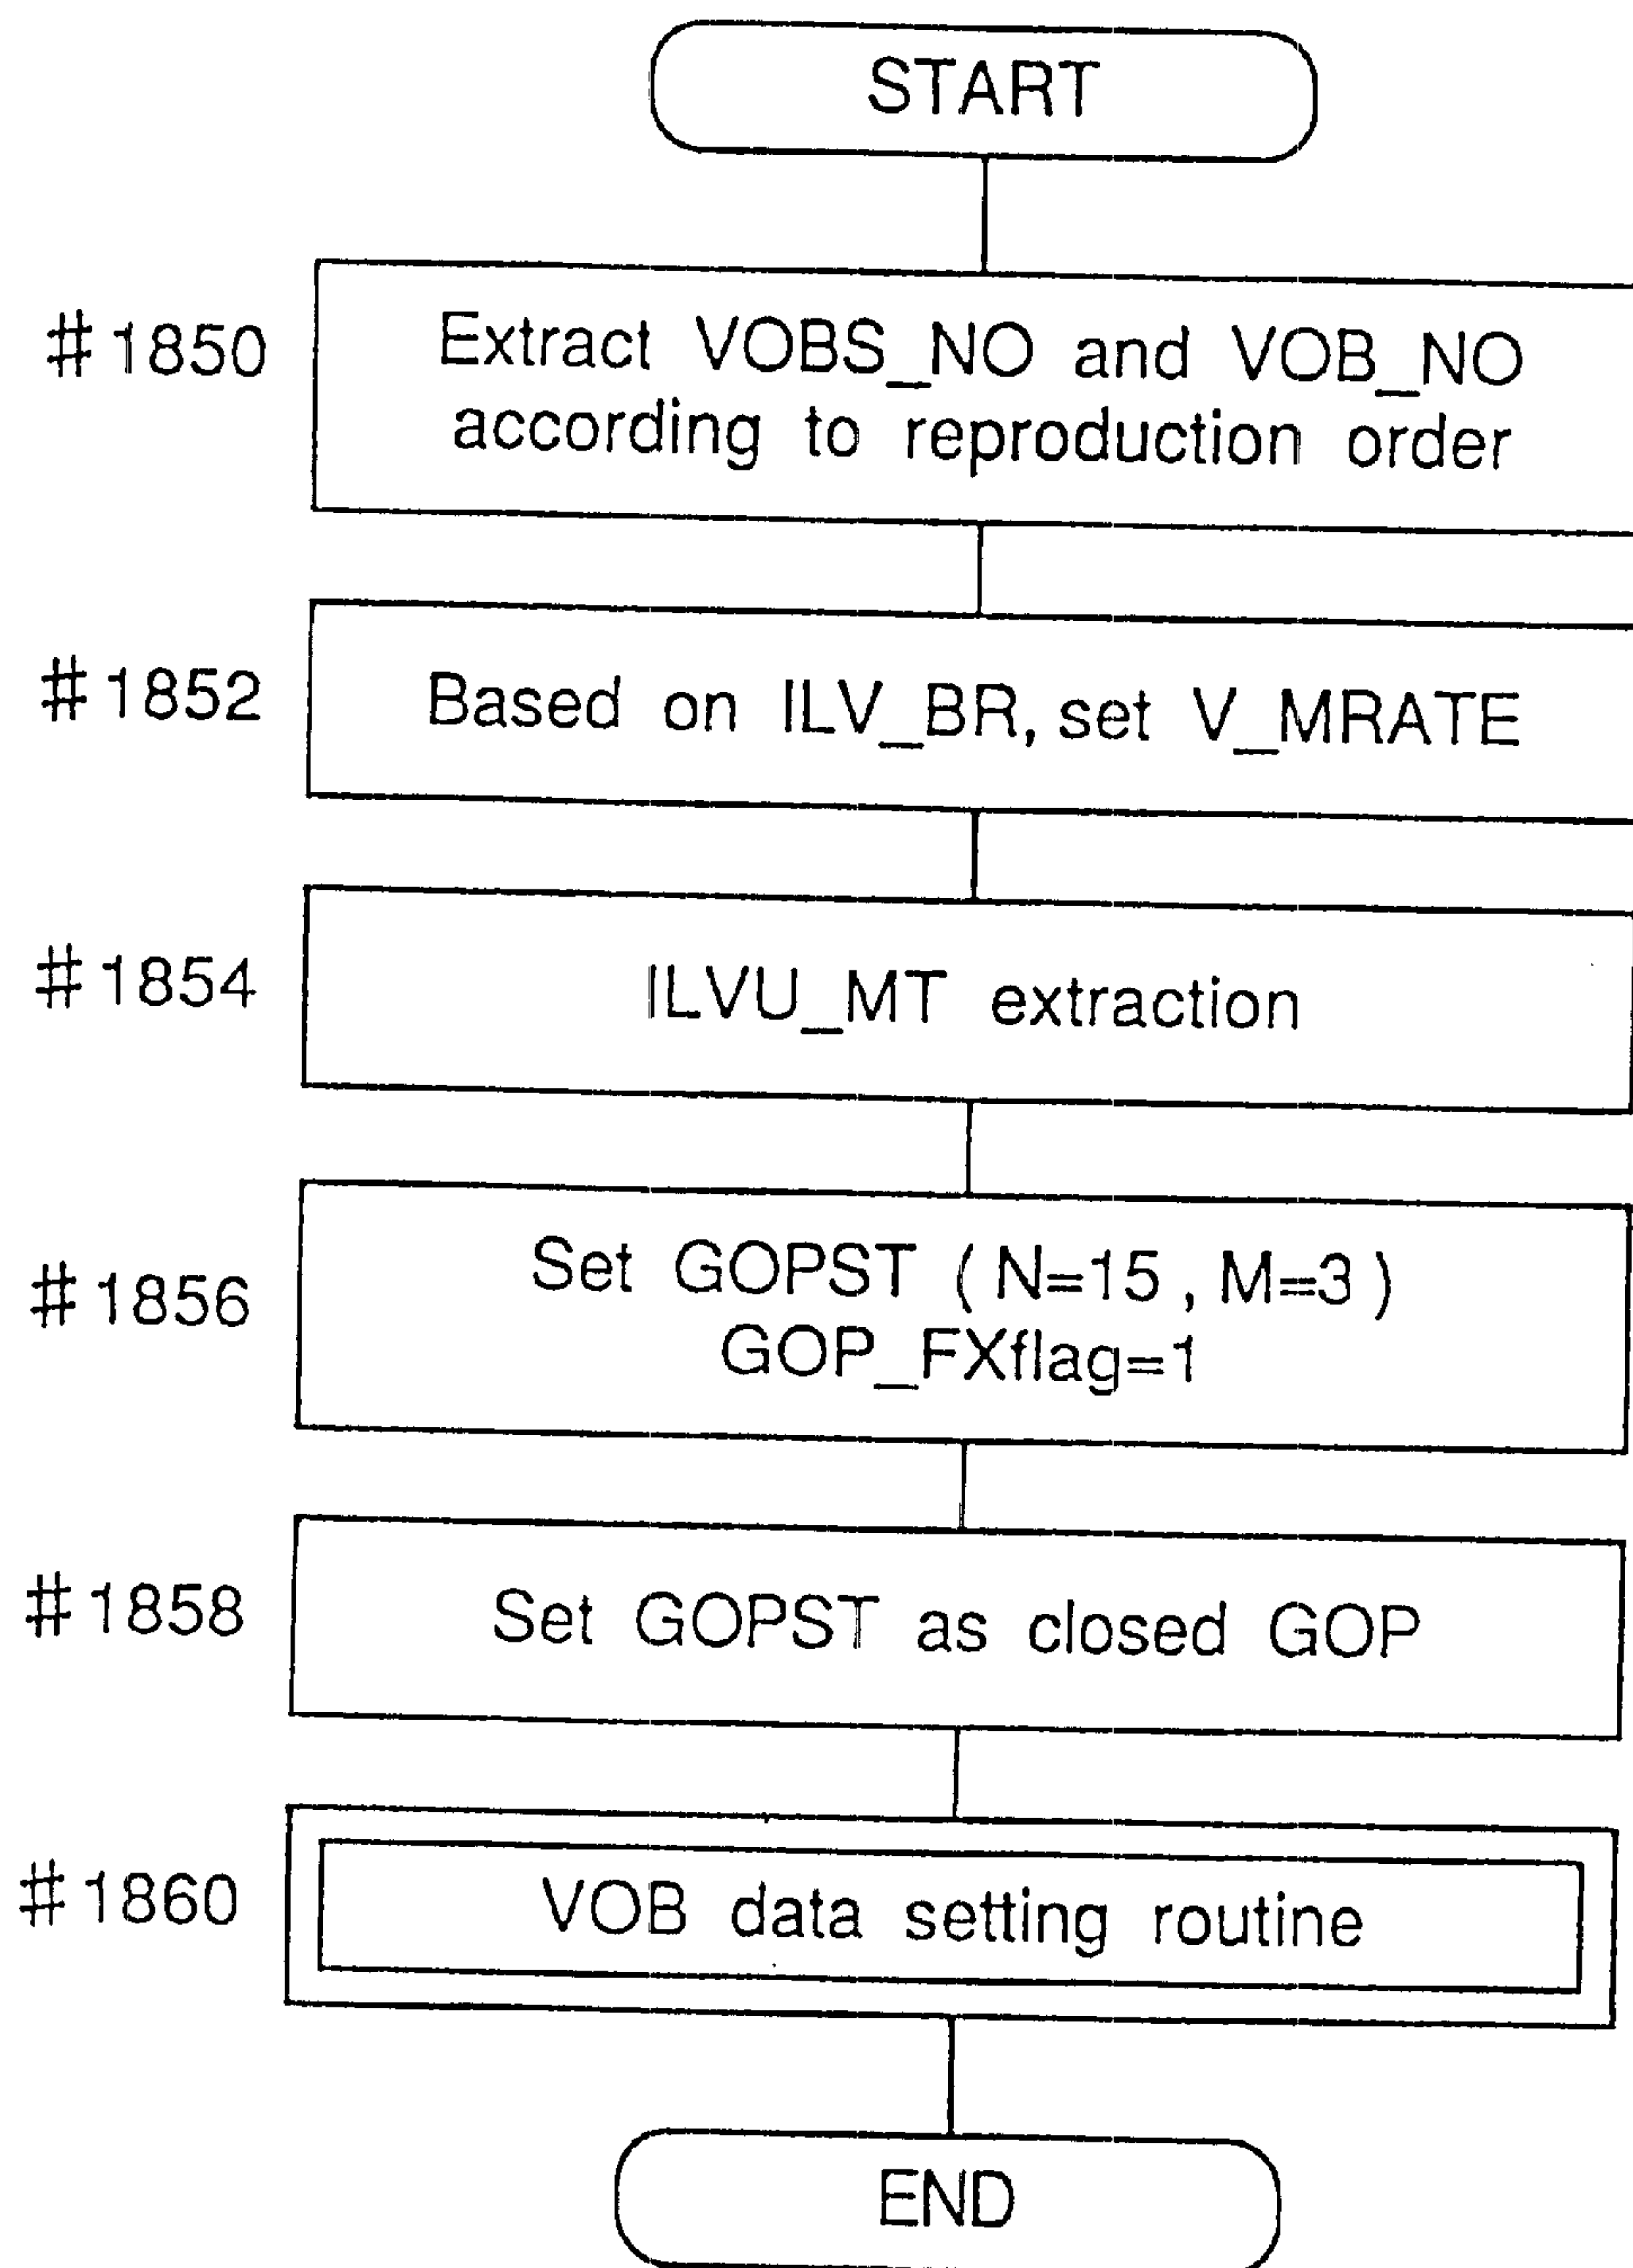 START
#1850
Extract VOBS_NO and VOB_NO
according to reproduction order
#1852
Based on ILV_BR, set V_MRATE
#1854
ILVU_MT extraction
#1856
Set GOPST (N=15, M=3)
GOP_FXflag=1
#1858
Set GOPST as closed GOP
#1860
VOB data setting routine
END